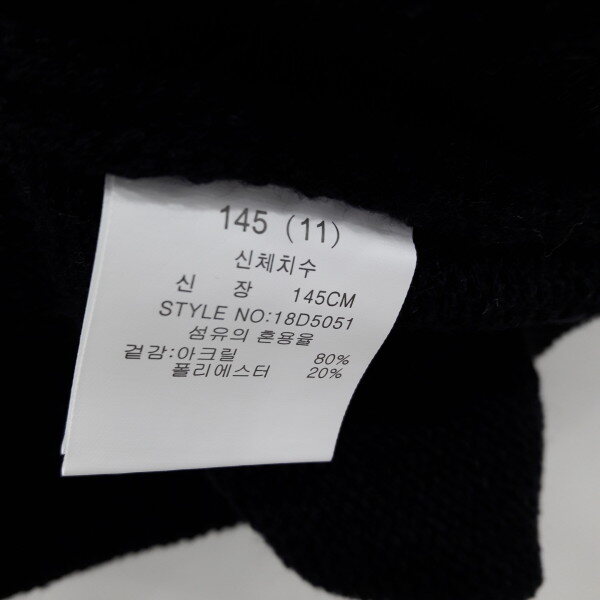 145 (11)
신체치수
신 장 145CM
STYLE NO:18D5051
섬유의 혼용율
겉감:아크릴 80%
폴리에스터 20%